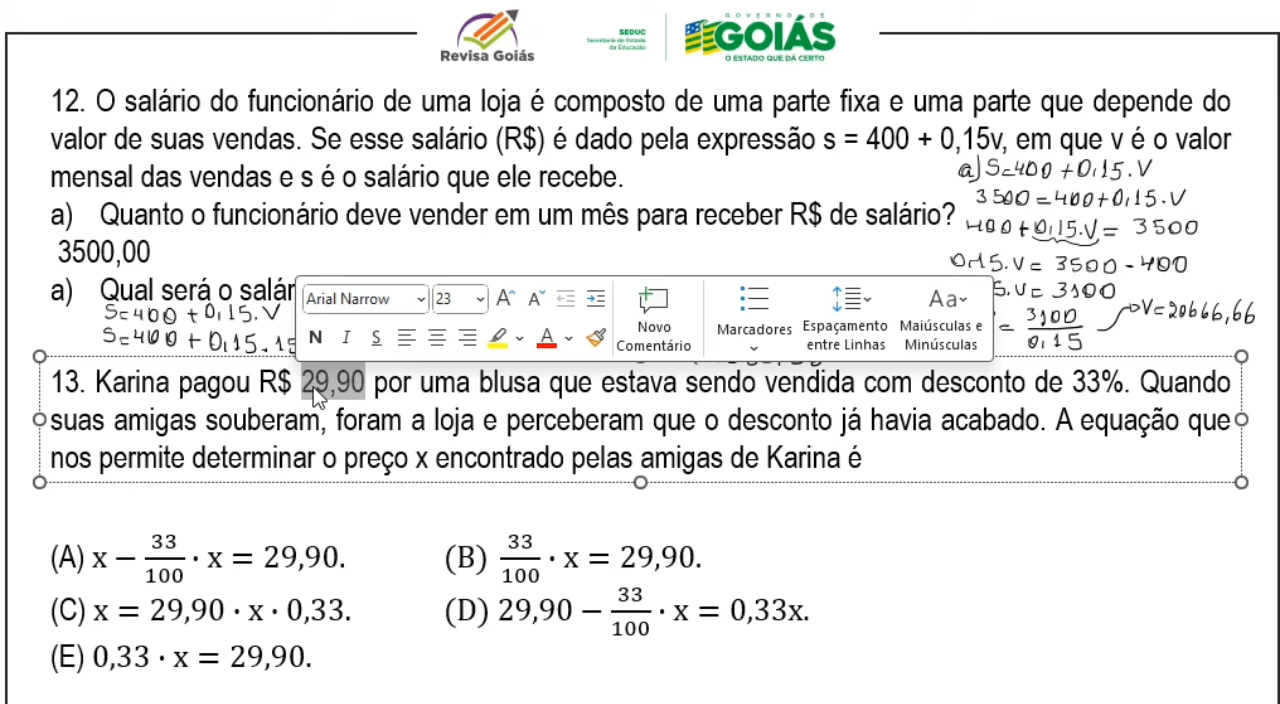 Revisa Goiás
SEDUC
Secretaria de Estado
da Educação
GOVERNO DE
GOIÁS
O ESTADO QUE DÁ CERTO
12. O salário do funcionário de uma loja é composto de uma parte fixa e uma parte que depende do
valor de suas vendas. Se esse salário (R$) é dado pela expressão s = 400 + 0,15v, em que v é o valor
mensal das vendas e s é o salário que ele recebe.
a) S=400+0,15.V
a) Quanto o funcionário deve vender em um mês para receber R$ de salário?
3500=400+0,15.V
400+0,15.V= 3500
3500,00
0,15.V= 3500-400
a) Qual será o salár
5.V= 3100
S=400+0,15.V
= 3100/0,15
V=20666,66
S=400+0,15.15
Arial Narrow 23 A A
Novo
Comentário
Marcadores
Espaçamento
entre Linhas
Aa
Maiúsculas e
Minúsculas
N I S A
13. Karina pagou R$ 29,90 por uma blusa que estava sendo vendida com desconto de 33%. Quando
suas amigas souberam, foram a loja e perceberam que o desconto já havia acabado. A equação que
nos permite determinar o preço x encontrado pelas amigas de Karina é
(A) x − 33/100 · x = 29,90.
(B) 33/100 · x = 29,90.
(C) x = 29,90 · x · 0,33.
(D) 29,90 − 33/100 · x = 0,33x.
(E) 0,33 · x = 29,90.